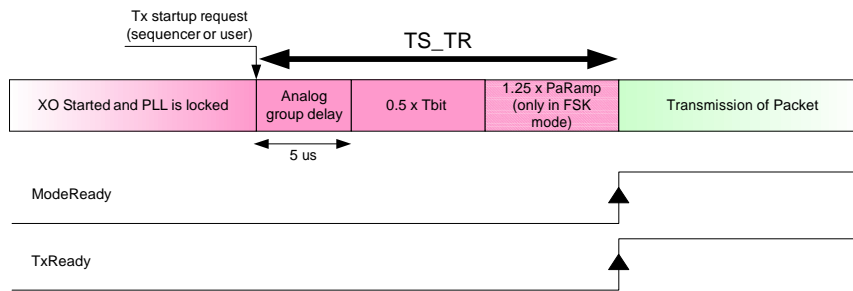 Tx startup request
(sequencer or user)
TS_TR
XO Started and PLL is locked
Analog
group delay
0.5 x Tbit
1.25 x PaRamp
(only in FSK
mode)
Transmission of Packet
5 us
ModeReady
TxReady